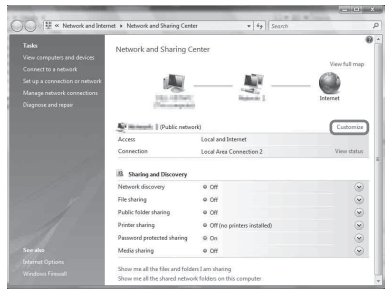 « Network and Internet ▸ Network and Sharing Center
Search
Tasks
View computers and devices
Connect to a network
Set up a connection or network
Manage network connections
Diagnose and repair
See also
Internet Options
Windows Firewall
Network and Sharing Center
View full map
Internet
(Public network)
Customize
Access Local and Internet
Connection Local Area Connection 2 View status
Sharing and Discovery
Network discovery Off
File sharing Off
Public folder sharing Off
Printer sharing Off (no printers installed)
Password protected sharing On
Media sharing Off
Show me all the files and folders I am sharing
Show me all the shared network folders on this computer